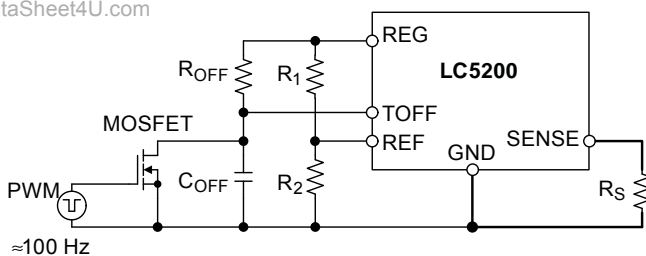 taSheet4U.com
REG
ROFF
R1
LC5200
TOFF
MOSFET
REF
SENSE
GND
PWM
COFF
R2
RS
≈100 Hz